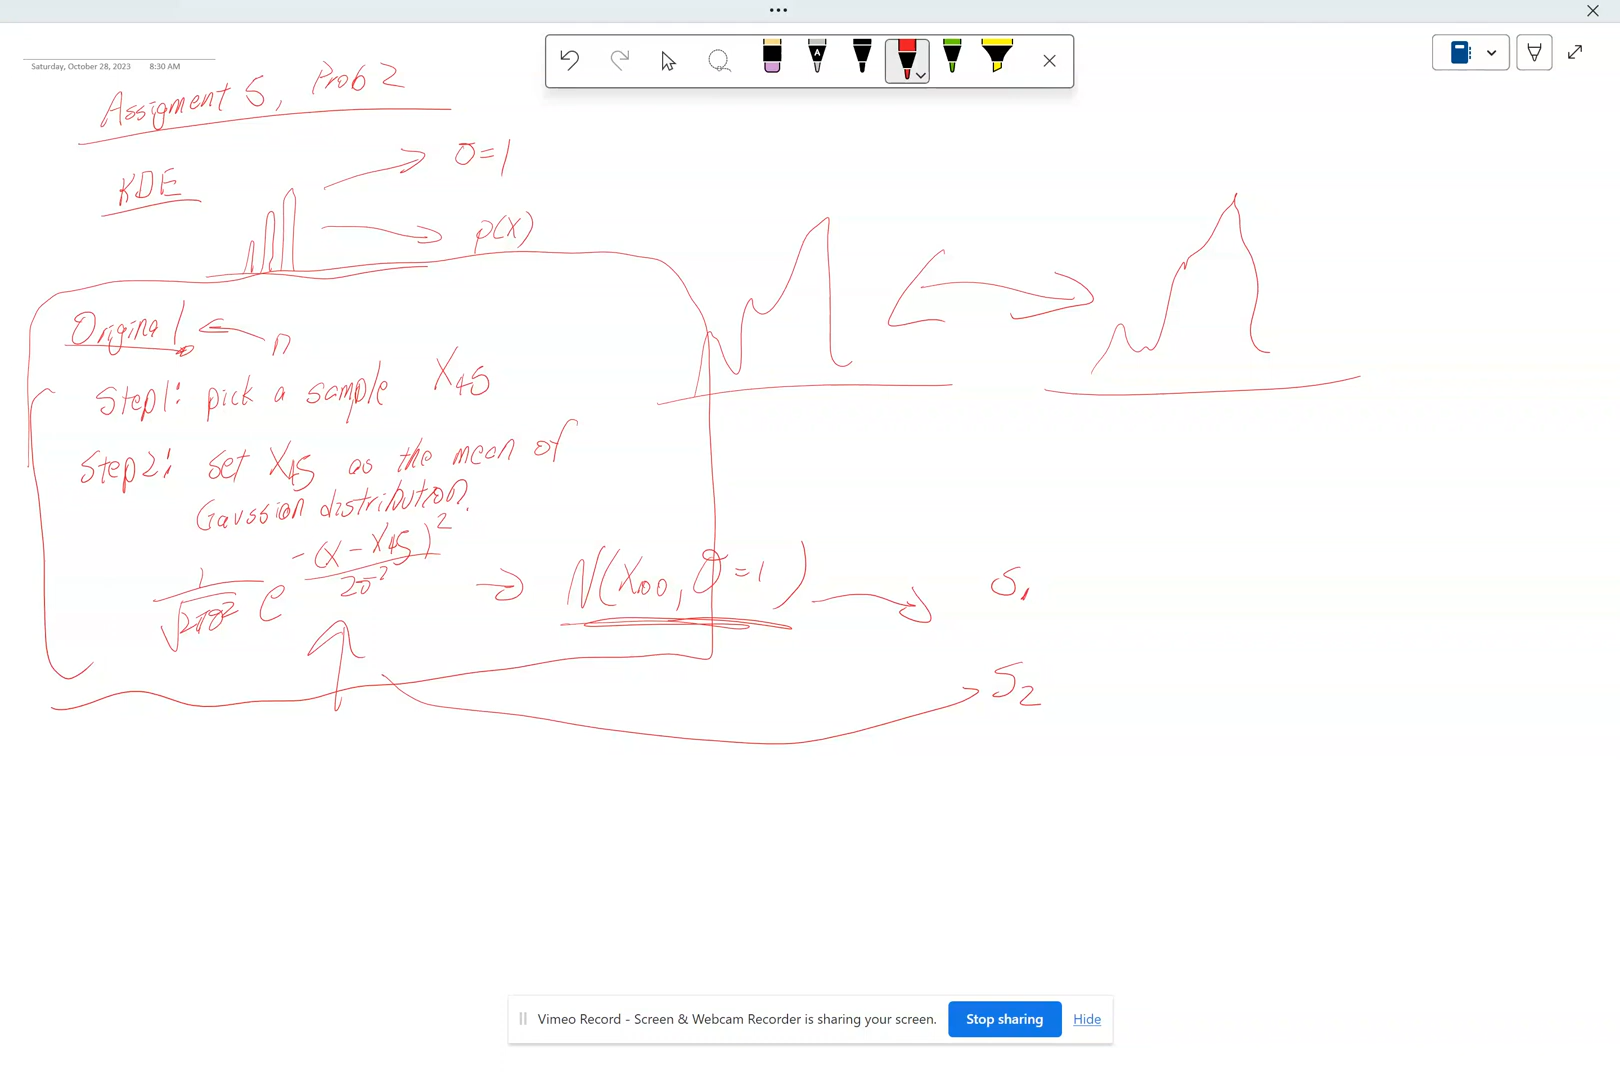 Saturday, October 28, 2023 8:30 AM
Assigment 5, Prob 2
KDE
σ=1
p(x)
Original
n
Step1: pick a sample X45
Step2: set X45 as the mean of
Gaussian distribution.
1/√2πσ² e -(x-x45)²/2σ² → N(X100, σ=1) → S1
S2
Vimeo Record - Screen & Webcam Recorder is sharing your screen. Stop sharing Hide